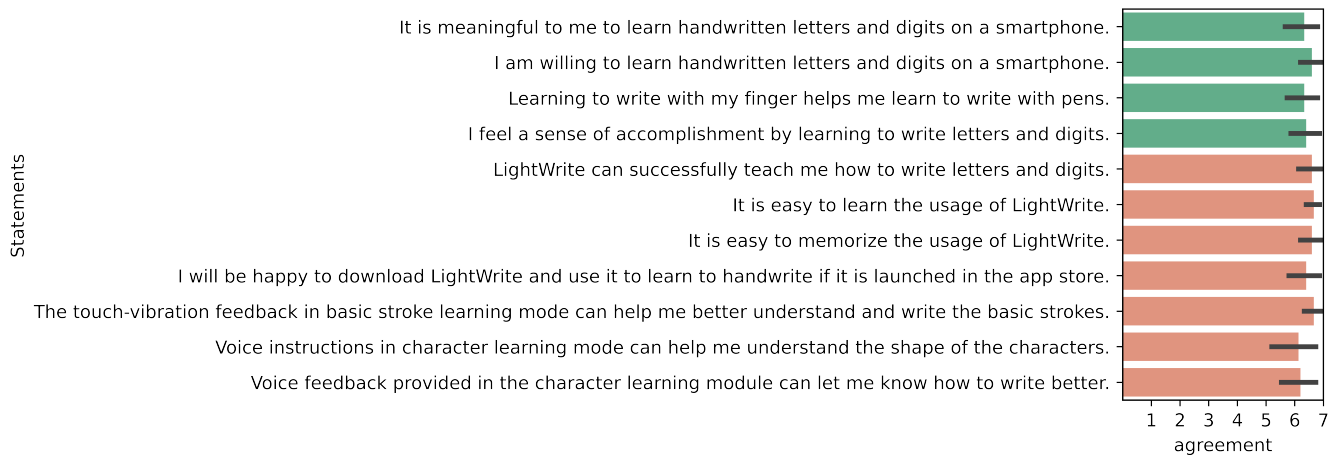 It is meaningful to me to learn handwritten letters and digits on a smartphone.
I am willing to learn handwritten letters and digits on a smartphone.
Learning to write with my finger helps me learn to write with pens.
I feel a sense of accomplishment by learning to write letters and digits.
LightWrite can successfully teach me how to write letters and digits.
It is easy to learn the usage of LightWrite.
It is easy to memorize the usage of LightWrite.
I will be happy to download LightWrite and use it to learn to handwrite if it is launched in the app store.
The touch-vibration feedback in basic stroke learning mode can help me better understand and write the basic strokes.
Voice instructions in character learning mode can help me understand the shape of the characters.
Voice feedback provided in the character learning module can let me know how to write better.
Statements
1 2 3 4 5 6 7
agreement